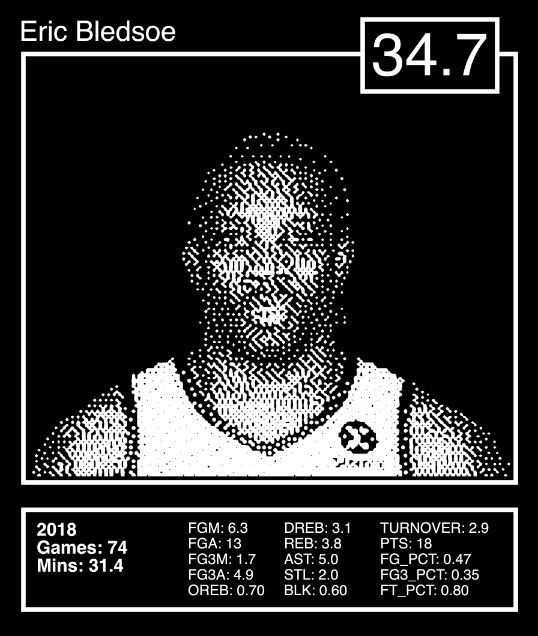 Eric Bledsoe
34.7
2018
Games: 74
Mins: 31.4
FGM: 6.3
FGA: 13
FG3M: 1.7
FG3A: 4.9
OREB: 0.70
DREB: 3.1
REB: 3.8
AST: 5.0
STL: 2.0
BLK: 0.60
TURNOVER: 2.9
PTS: 18
FG_PCT: 0.47
FG3_PCT: 0.35
FT_PCT: 0.80